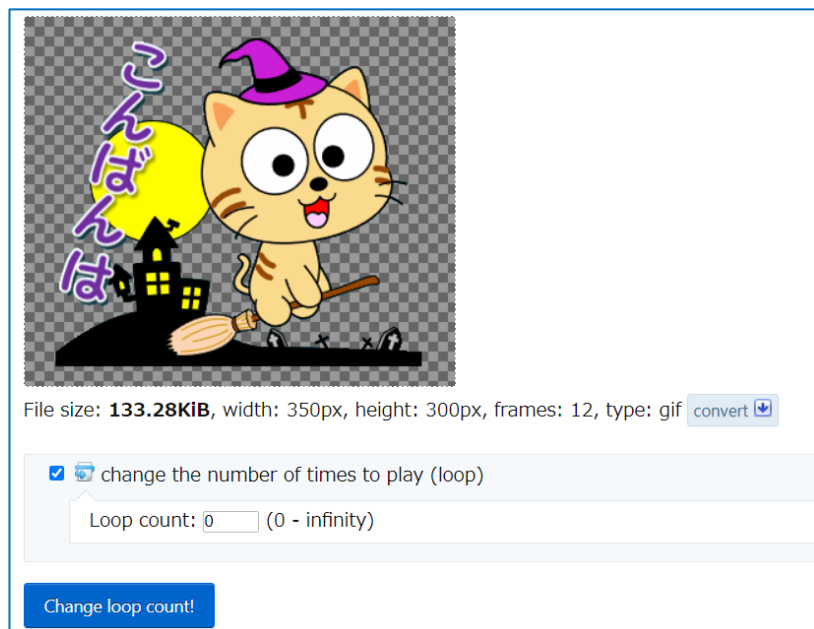 こんばんは
File size: 133.28KiB, width: 350px, height: 300px, frames: 12, type: gif convert
change the number of times to play (loop)
Loop count: 0 (0 - infinity)
Change loop count!